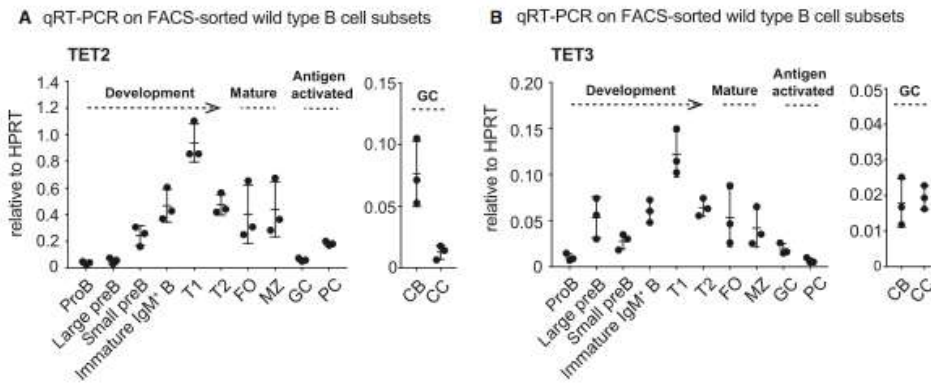 A qRT-PCR on FACS-sorted wild type B cell subsets
TET2
relative to HPRT
1.4
1.2
1.0
0.8
0.6
0.4
0.2
0
Development
Mature
Antigen
activated
ProB
Large preB
Small preB
Immature IgM⁺ B
T1
T2
FO
MZ
GC
PC
0.15
0.10
0.05
0.00
GC
CB
CC
B qRT-PCR on FACS-sorted wild type B cell subsets
TET3
relative to HPRT
0.20
0.15
0.10
0.05
0.00
Development
Mature
Antigen
activated
ProB
Large preB
Small preB
Immature IgM⁺ B
T1
T2
FO
MZ
GC
PC
0.05
0.04
0.03
0.02
0.01
0.00
GC
CB
CC